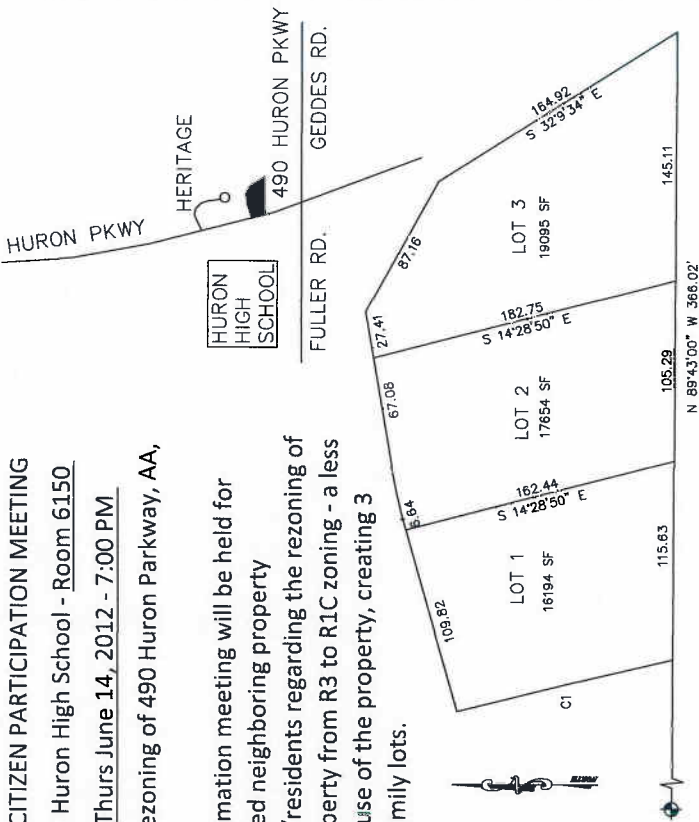 CITIZEN PARTICIPATION MEETING
Huron High School - Room 6150
Thurs June 14, 2012 - 7:00 PM
ezoning of 490 Huron Parkway, AA,
mation meeting will be held for
ed neighboring property
residents regarding the rezoning of
perty from R3 to R1C zoning - a less
use of the property, creating 3
mily lots.
HURON PKWY
HERITAGE
490 HURON PKWY
HURON
HIGH
SCHOOL
FULLER RD.
GEDDES RD.
109.82
5.64
67.08
27.41
87.16
164.92
S 32°9'34" E
C1
LOT 1
16194 SF
162.44
S 14°28'50" E
LOT 2
17654 SF
182.75
S 14°28'50" E
LOT 3
19095 SF
115.63
105.29
145.11
N 89°43'00" W 366.02'